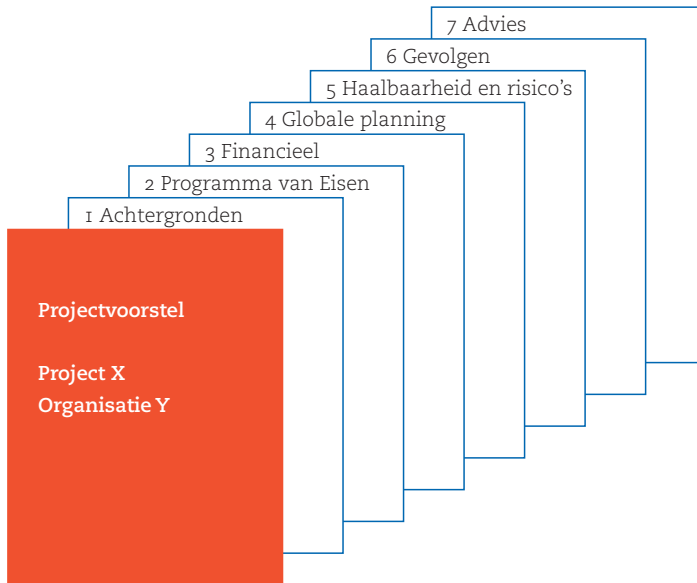 7 Advies
6 Gevolgen
5 Haalbaarheid en risico’s
4 Globale planning
3 Financieel
2 Programma van Eisen
1 Achtergronden
Projectvoorstel
Project X
Organisatie Y